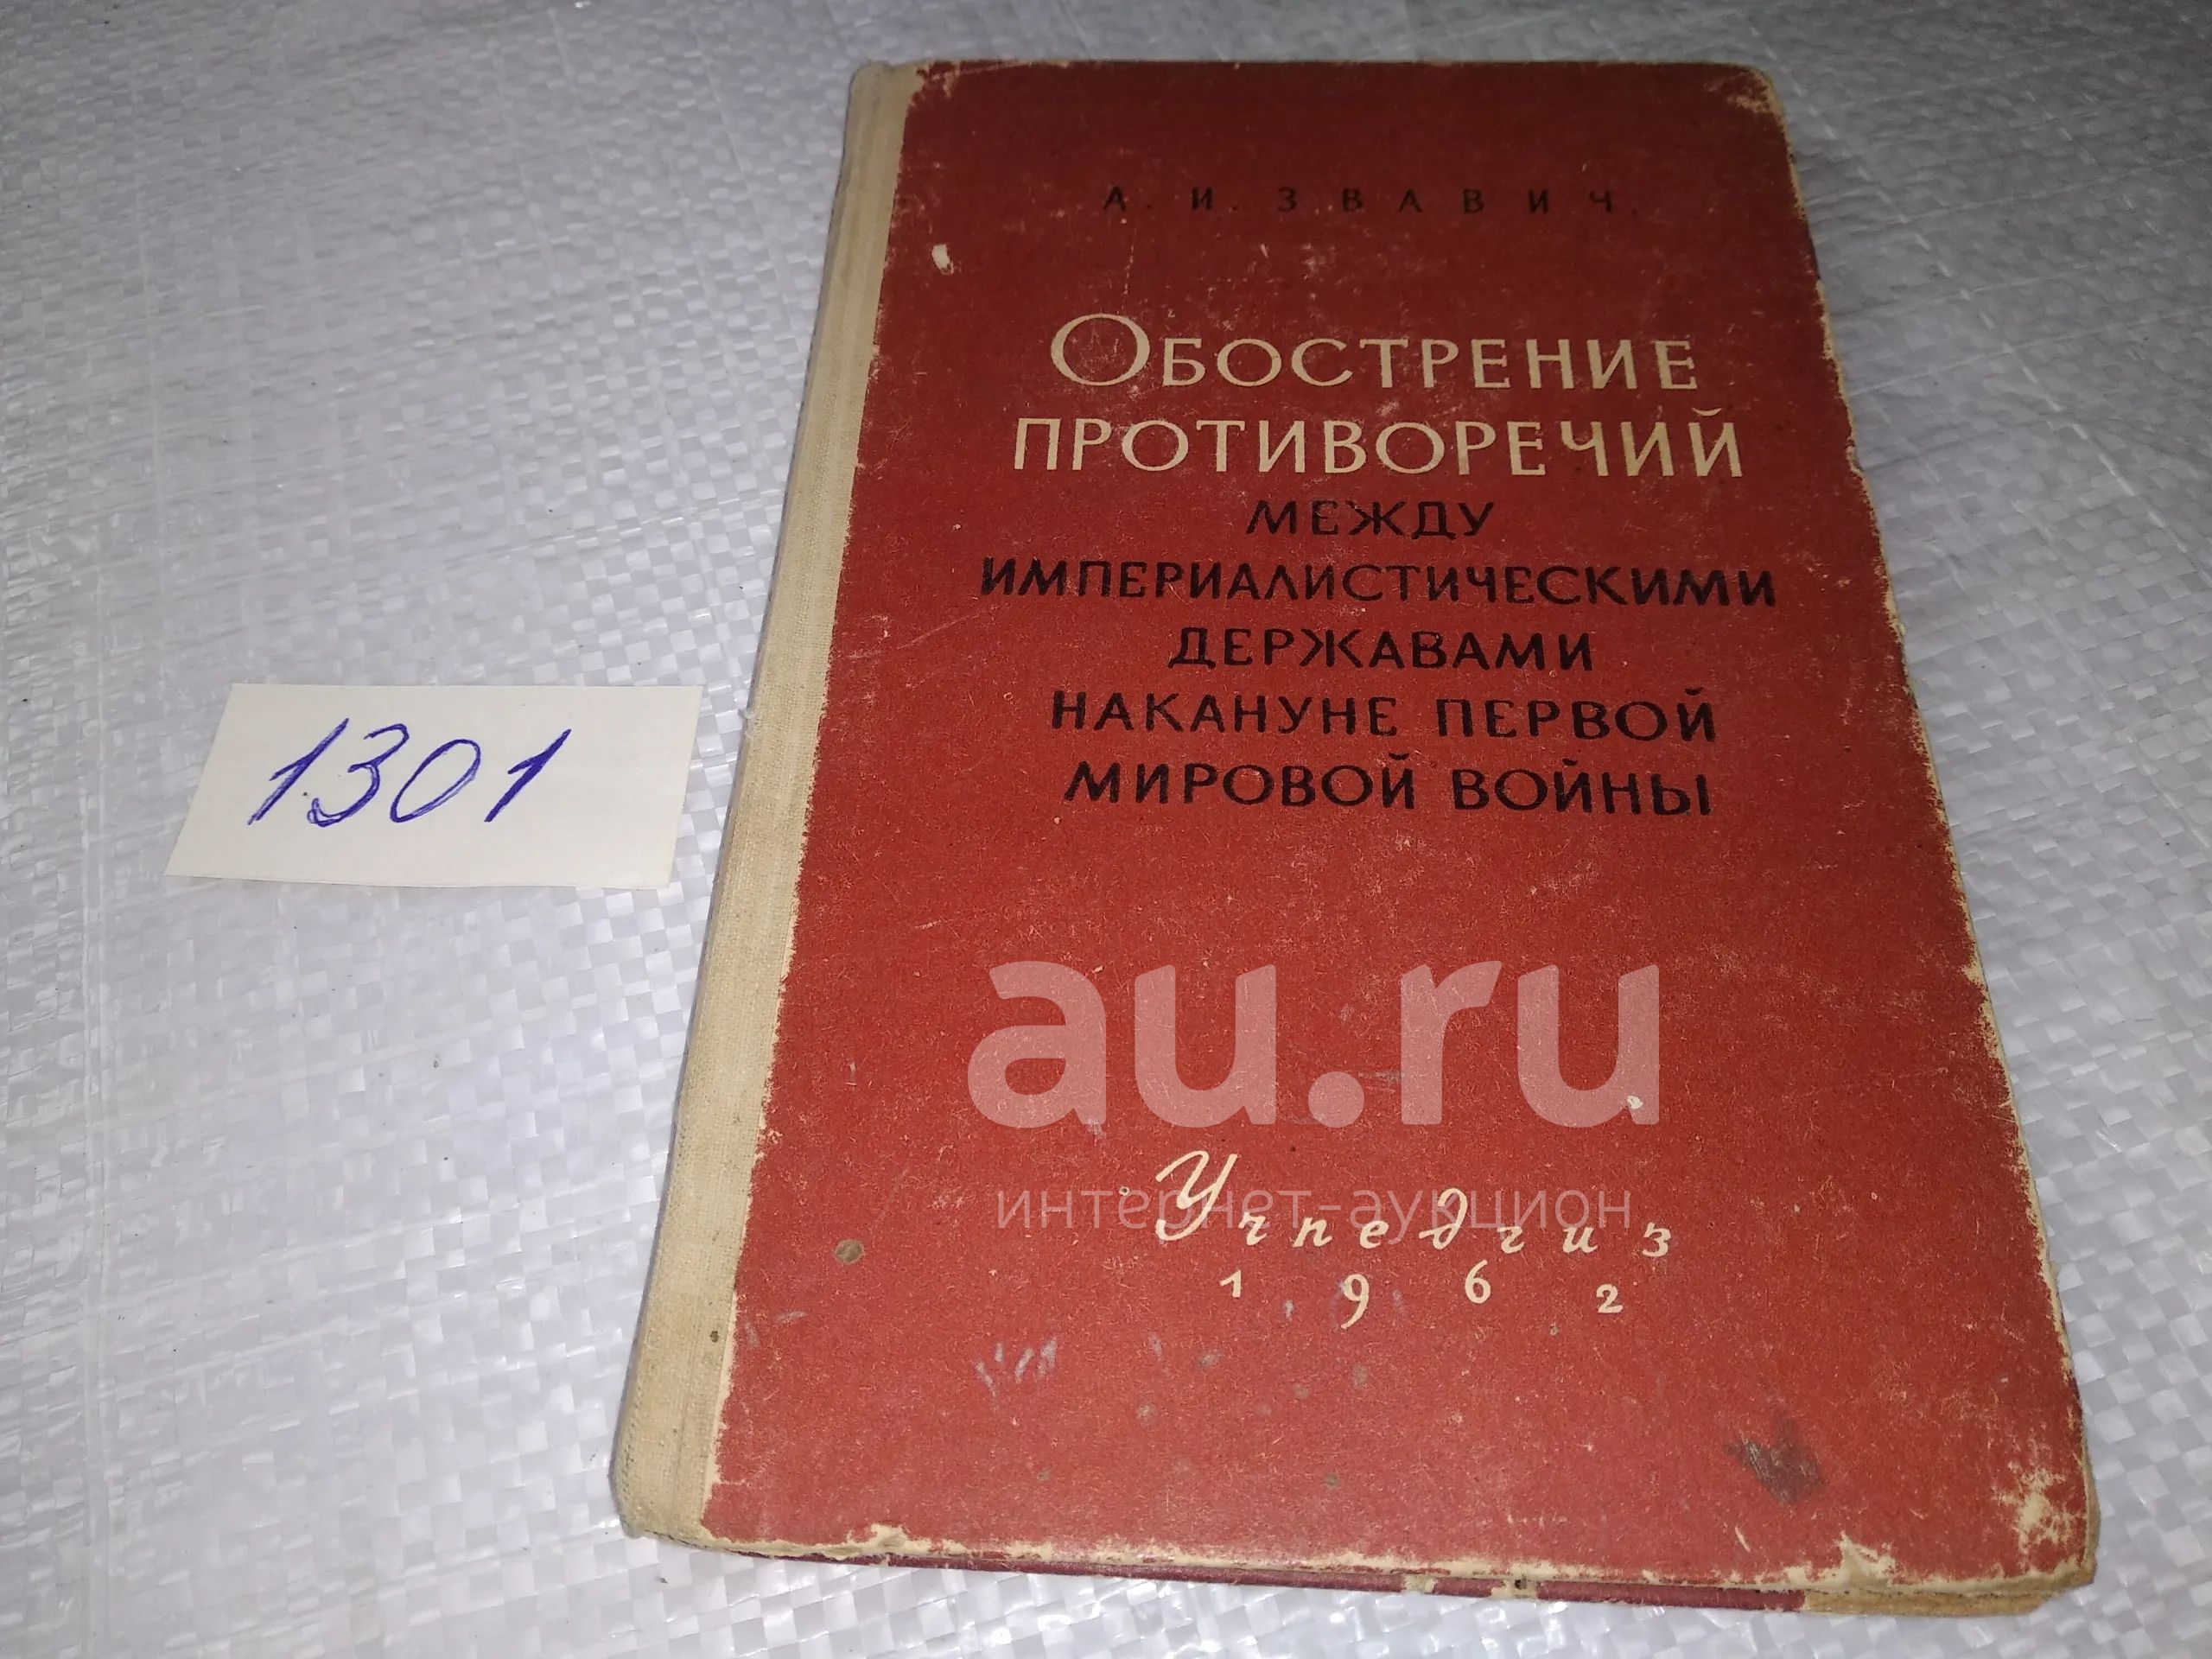 А. И. ЗВАВИЧ.
ОБОСТРЕНИЕ
ПРОТИВОРЕЧИЙ
МЕЖДУ
ИМПЕРИАЛИСТИЧЕСКИМИ
ДЕРЖАВАМИ
НАКАНУНЕ ПЕРВОЙ
МИРОВОЙ ВОЙНЫ
1301
au.ru
интернет-аукцион
Учпедгиз
1962